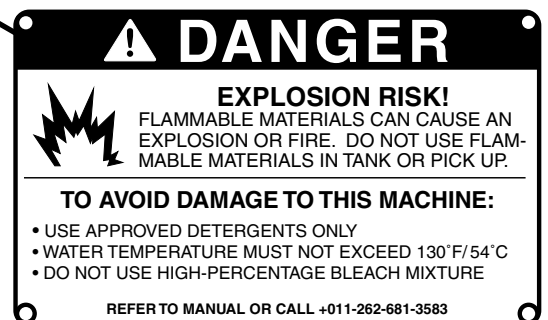 DANGER
EXPLOSION RISK!
FLAMMABLE MATERIALS CAN CAUSE AN
EXPLOSION OR FIRE. DO NOT USE FLAM-
MABLE MATERIALS IN TANK OR PICK UP.
TO AVOID DAMAGE TO THIS MACHINE:
• USE APPROVED DETERGENTS ONLY
• WATER TEMPERATURE MUST NOT EXCEED 130˚F/54˚C
• DO NOT USE HIGH-PERCENTAGE BLEACH MIXTURE
REFER TO MANUAL OR CALL +011-262-681-3583